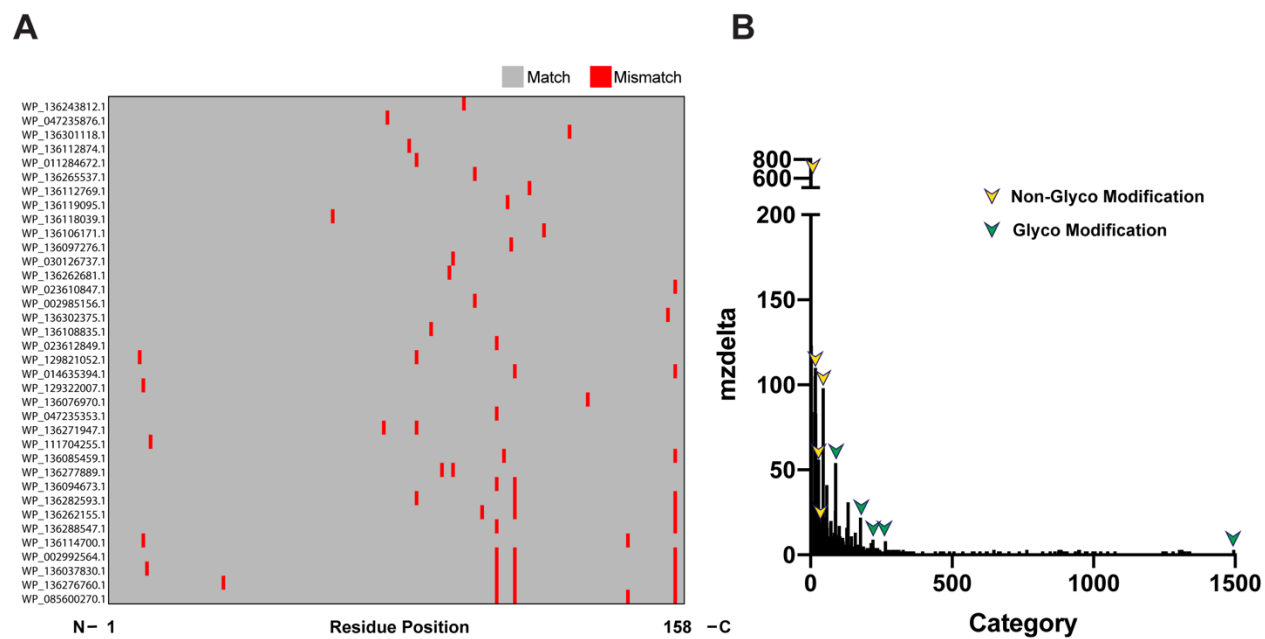 A
Match Mismatch
WP_136243812.1
WP_047235876.1
WP_136301118.1
WP_136112874.1
WP_011284672.1
WP_136265537.1
WP_136112769.1
WP_136119095.1
WP_136118039.1
WP_136106171.1
WP_136097276.1
WP_030126737.1
WP_136262681.1
WP_023610847.1
WP_002985156.1
WP_136302375.1
WP_136108835.1
WP_023612849.1
WP_129821052.1
WP_014635394.1
WP_129322007.1
WP_136076970.1
WP_047235353.1
WP_136271947.1
WP_111704255.1
WP_136085459.1
WP_136277889.1
WP_136094673.1
WP_136282593.1
WP_136262155.1
WP_136288547.1
WP_136114700.1
WP_002992564.1
WP_136037830.1
WP_136276760.1
WP_085600270.1
N– 1 Residue Position 158 –C
B
800
600
200
150
100
50
0
mzdelta
Non-Glyco Modification
Glyco Modification
0 500 1000 1500
Category